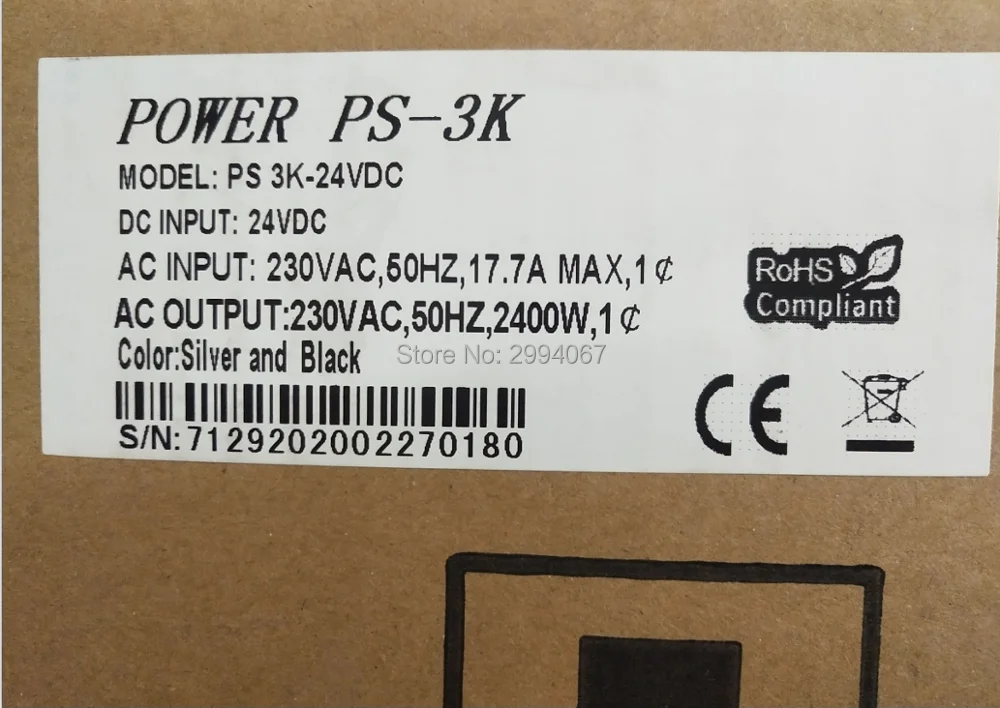 POWER PS-3K
MODEL: PS 3K-24VDC
DC INPUT: 24VDC
AC INPUT: 230VAC,50HZ,17.7A MAX,1¢
AC OUTPUT:230VAC,50HZ,2400W,1¢
Color:Silver and Black
S/N:7129202002270180
RoHS
Compliant
CE
Store No: 2994067